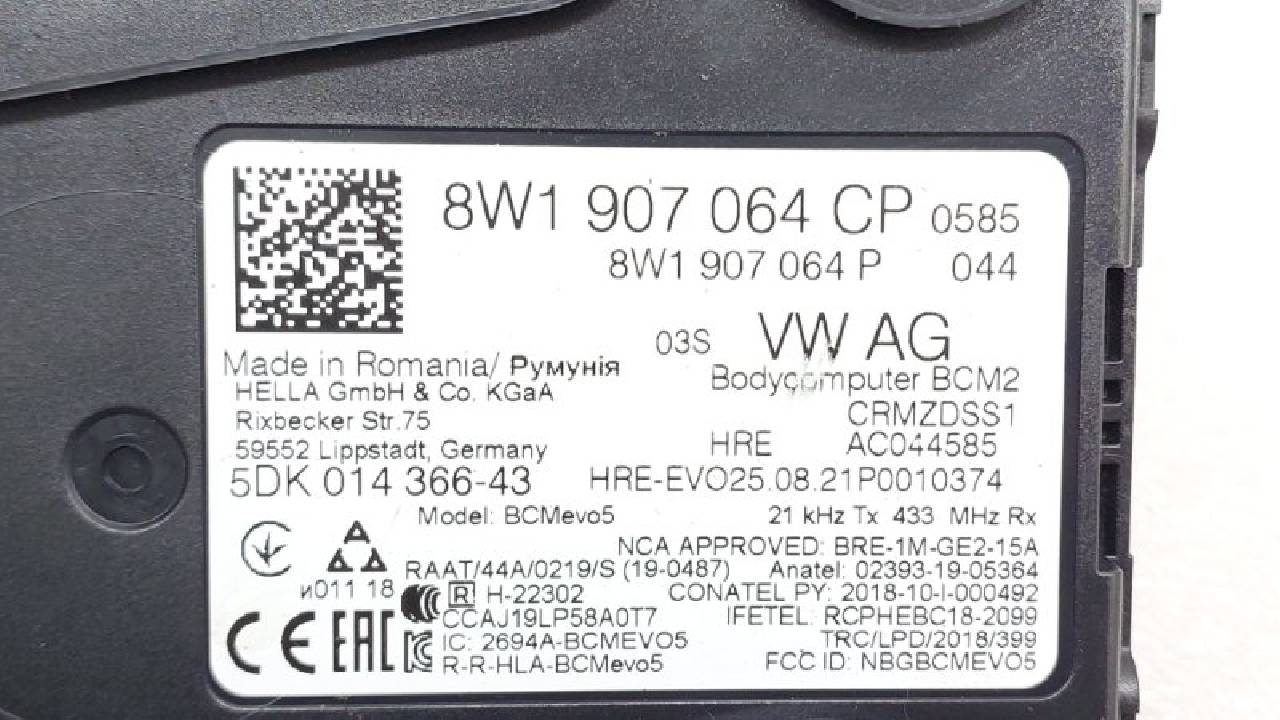 8W1 907 064 CP 0585
8W1 907 064 P 044
03S VW AG
Made in Romania/ Румунія
Bodycomputer BCM2
HELLA GmbH & Co. KGaA
CRMZDSS1
Rixbecker Str.75
HRE AC044585
59552 Lippstadt, Germany
5DK 014 366-43 HRE-EVO25.08.21P0010374
Model: BCMevo5 21 kHz Tx 433 MHz Rx
NCA APPROVED: BRE-1M-GE2-15A
RAAT/44A/0219/S (19-0487) Anatel: 02393-19-05364
и011 18 R H-22302 CONATEL PY: 2018-10-I-000492
CCAJ19LP58A0T7 IFETEL: RCPHEBC18-2099
CE EAC IC: 2694A-BCMEVO5 TRC/LPD/2018/399
R-R-HLA-BCMevo5 FCC ID: NBGBCMEVO5